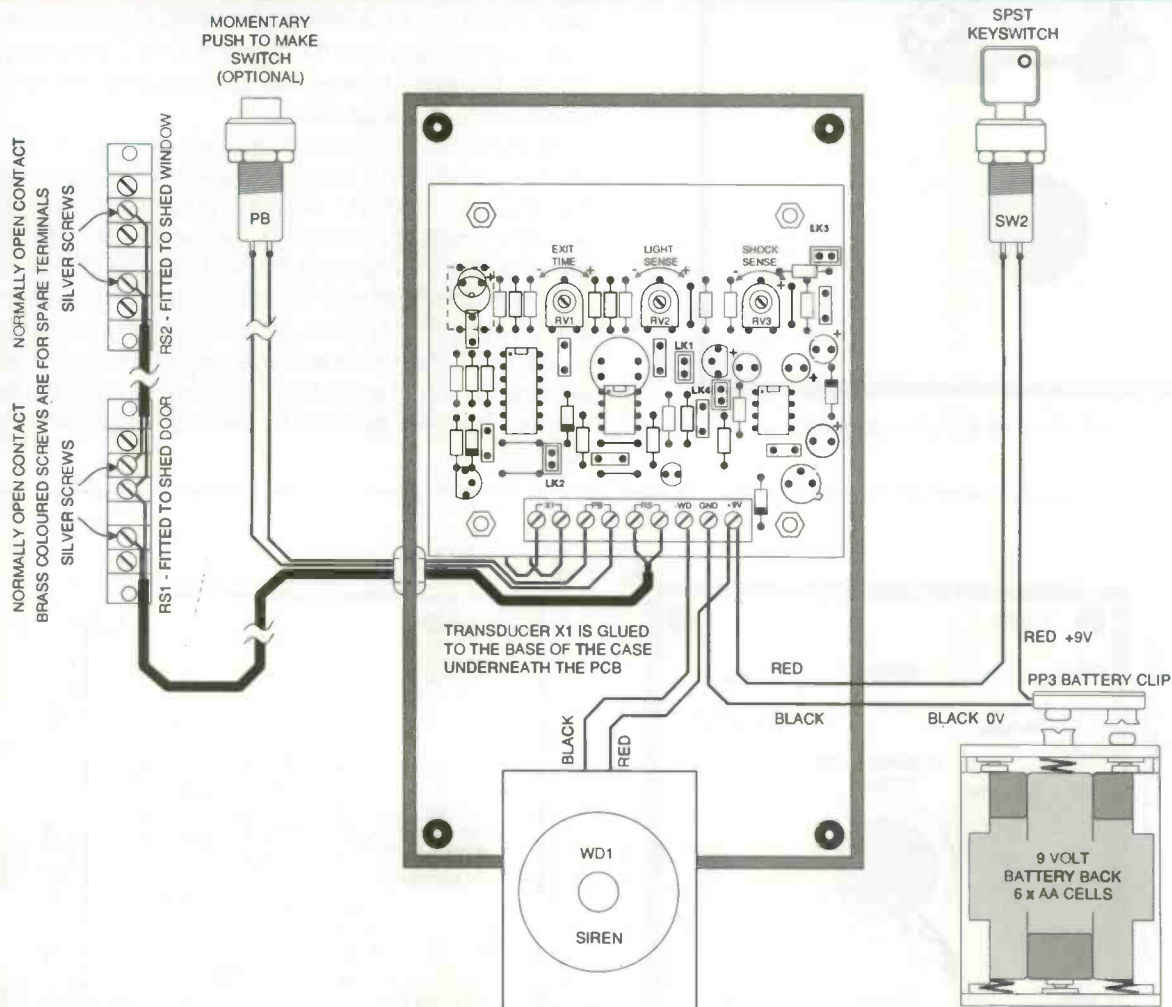 MOMENTARY
PUSH TO MAKE
SWITCH
(OPTIONAL)
SPST
KEYSWITCH
NORMALLY OPEN CONTACT
SILVER SCREWS
RS2 - FITTED TO SHED WINDOW
BRASS COLOURED SCREWS ARE FOR SPARE TERMINALS
NORMALLY OPEN CONTACT
SILVER SCREWS
RS1 - FITTED TO SHED DOOR
PB
SW2
LK3
EXIT
TIME
- +
RV1
LIGHT
SENSE
- +
RV2
SHOCK
SENSE
- +
RV3
LK1
LK4
LK2
X1 PB RS WD GND +9V
TRANSDUCER X1 IS GLUED
TO THE BASE OF THE CASE
UNDERNEATH THE PCB
RED
RED +9V
PP3 BATTERY CLIP
BLACK
BLACK 0V
BLACK
RED
WD1
SIREN
9 VOLT
BATTERY BACK
6 x AA CELLS